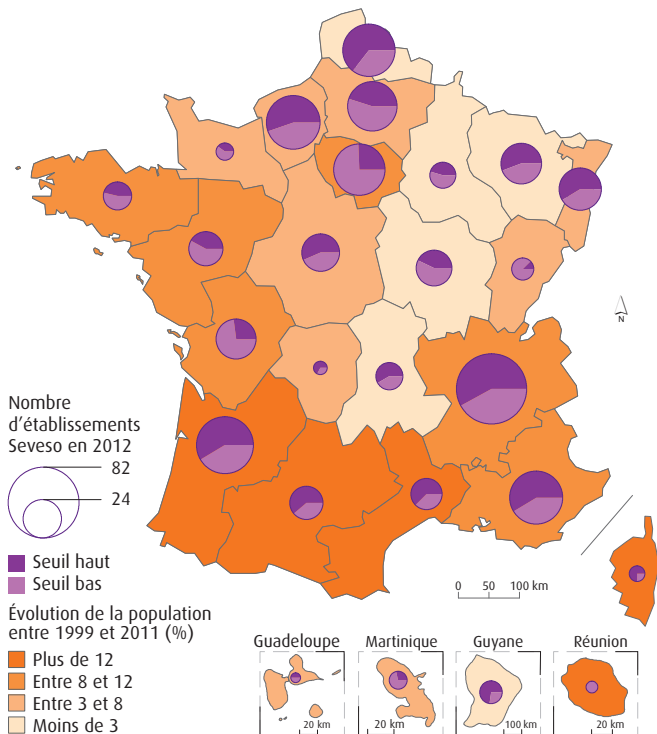 N
Nombre
d'établissements
Seveso en 2012
82
24
Seuil haut
Seuil bas
0 50 100 km
Évolution de la population
entre 1999 et 2011 (%)
Plus de 12
Entre 8 et 12
Entre 3 et 8
Moins de 3
Guadeloupe
20 km
Martinique
20 km
Guyane
100 km
Réunion
20 km